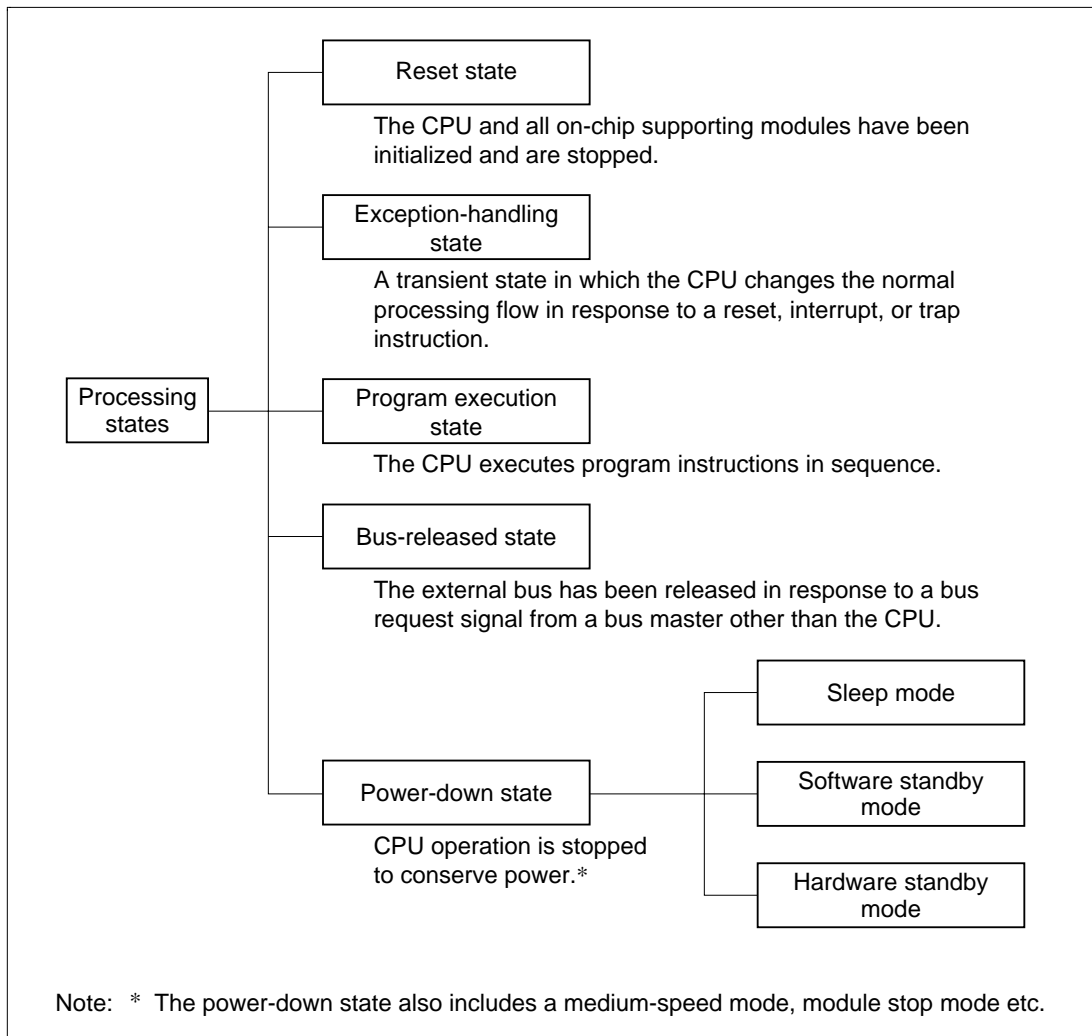 Reset state
The CPU and all on-chip supporting modules have been
initialized and are stopped.
Exception-handling
state
A transient state in which the CPU changes the normal
processing flow in response to a reset, interrupt, or trap
instruction.
Processing
states
Program execution
state
The CPU executes program instructions in sequence.
Bus-released state
The external bus has been released in response to a bus
request signal from a bus master other than the CPU.
Sleep mode
Power-down state
CPU operation is stopped
to conserve power.*
Software standby
mode
Hardware standby
mode
Note: * The power-down state also includes a medium-speed mode, module stop mode etc.